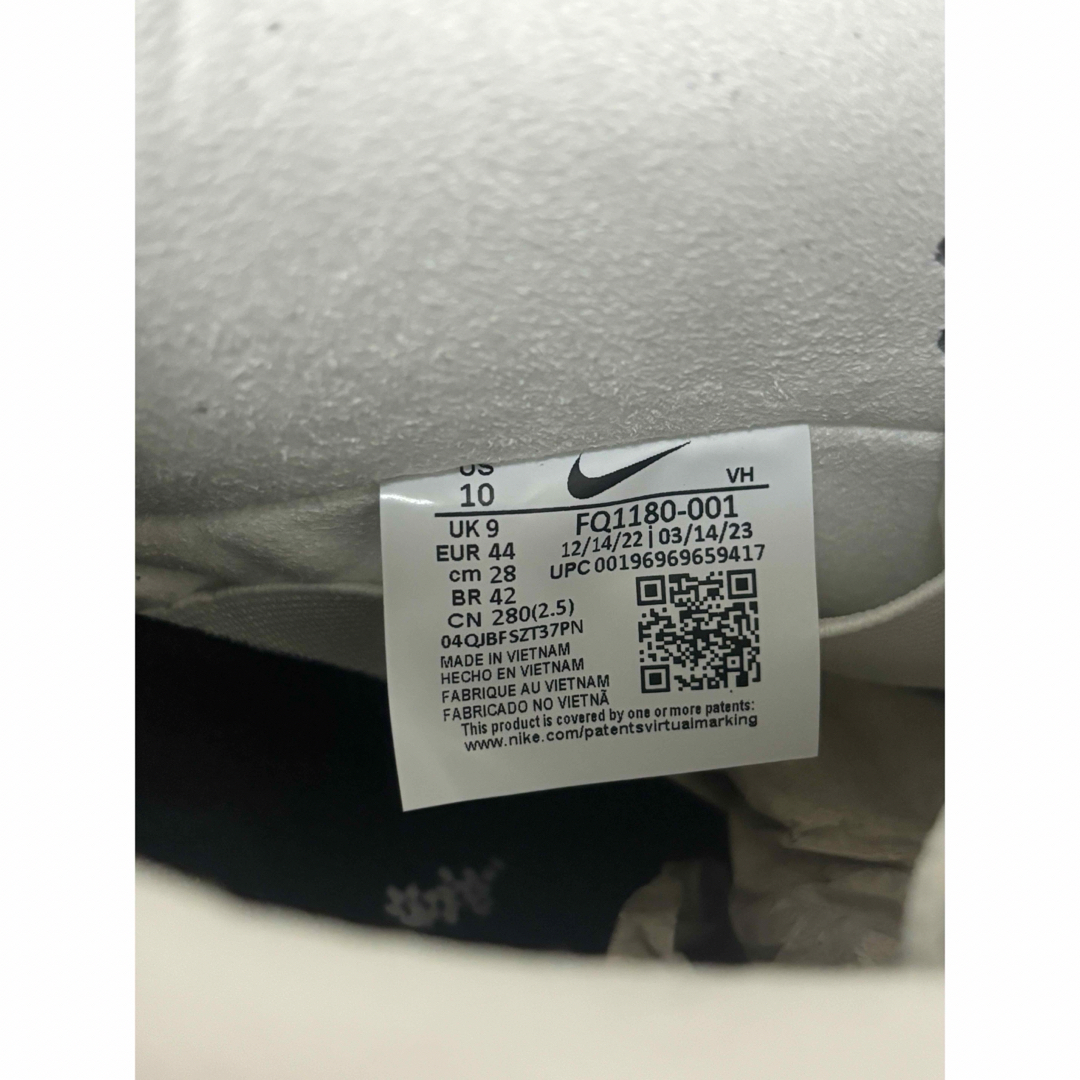 US
10
VH
UK 9
EUR 44
cm 28
BR 42
CN 280(2.5)
04QJBFSZT37PN
FQ1180-001
12/14/22 | 03/14/23
UPC 00196969659417
MADE IN VIETNAM
HECHO EN VIETNAM
FABRIQUE AU VIETNAM
FABRICADO NO VIETNÃ
This product is covered by one or more patents:
www.nike.com/patentsvirtualmarking